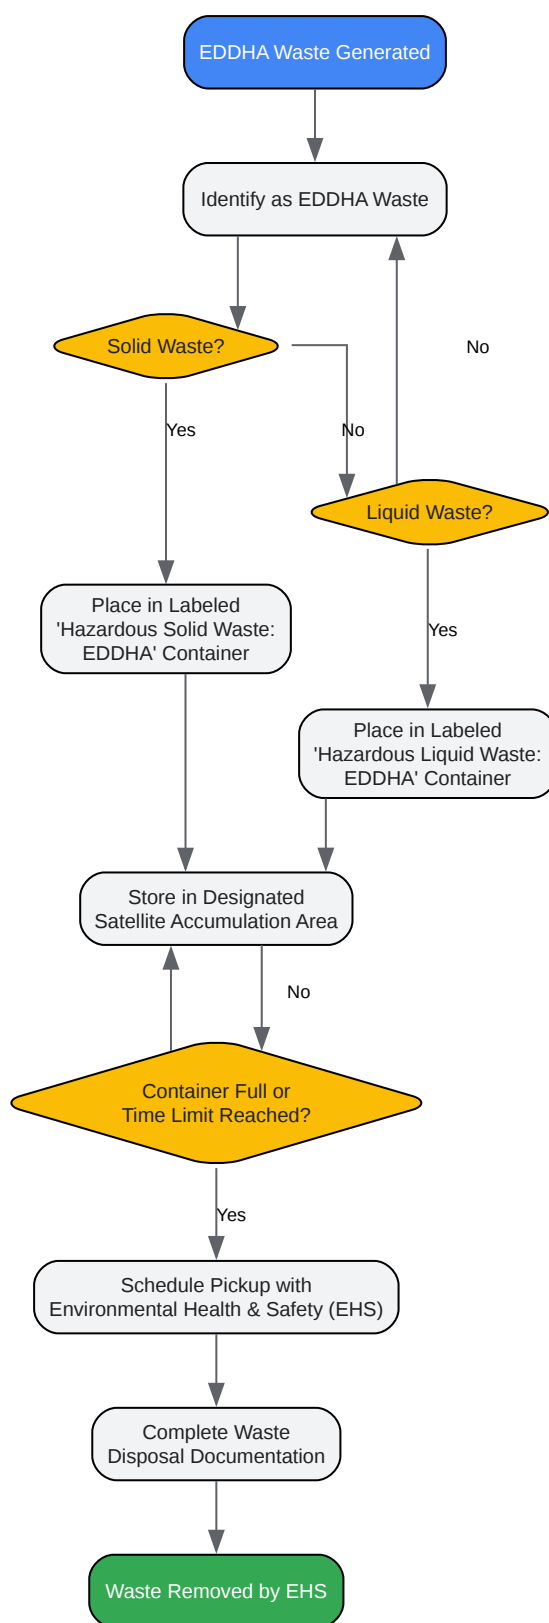 EDDHA Waste Generated
Identify as EDDHA Waste
Solid Waste?
No
Yes
No
Liquid Waste?
Place in Labeled
'Hazardous Solid Waste:
EDDHA' Container
Yes
Place in Labeled
'Hazardous Liquid Waste:
EDDHA' Container
Store in Designated
Satellite Accumulation Area
No
Container Full or
Time Limit Reached?
Yes
Schedule Pickup with
Environmental Health & Safety (EHS)
Complete Waste
Disposal Documentation
Waste Removed by EHS